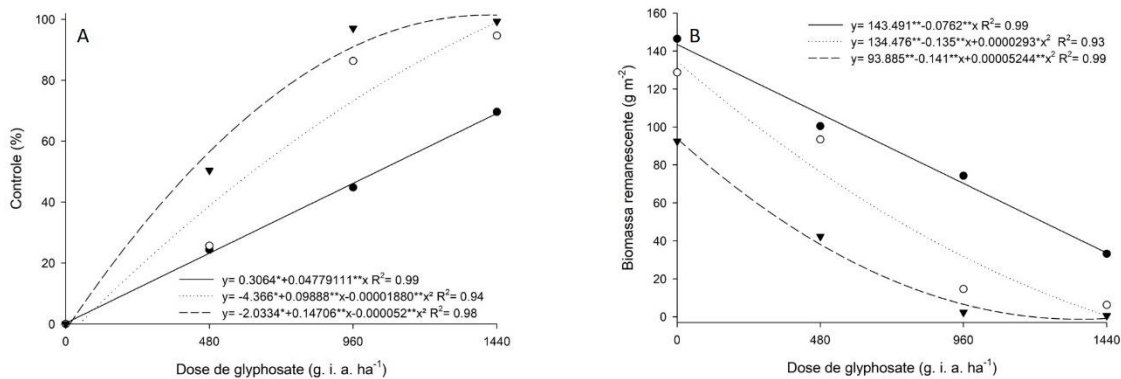 A
Controle (%)
100
80
60
40
20
0
y= 0.3064*+0.04779111**x R²= 0.99
y= -4.366*+0.09888**x-0.00001880**x² R²= 0.94
y= -2.0334*+0.14706**x-0.000052**x² R²= 0.98
0 480 960 1440
Dose de glyphosate (g. i. a. ha⁻¹)
B
Biomassa remanescente (g m⁻²)
160
140
120
100
80
60
40
20
0
y= 143.491**-0.0762**x R²= 0.99
y= 134.476**-0.135**x+0.0000293*x² R²= 0.93
y= 93.885**-0.141**x+0.00005244**x² R²= 0.99
0 480 960 1440
Dose de glyphosate (g. i. a. ha⁻¹)